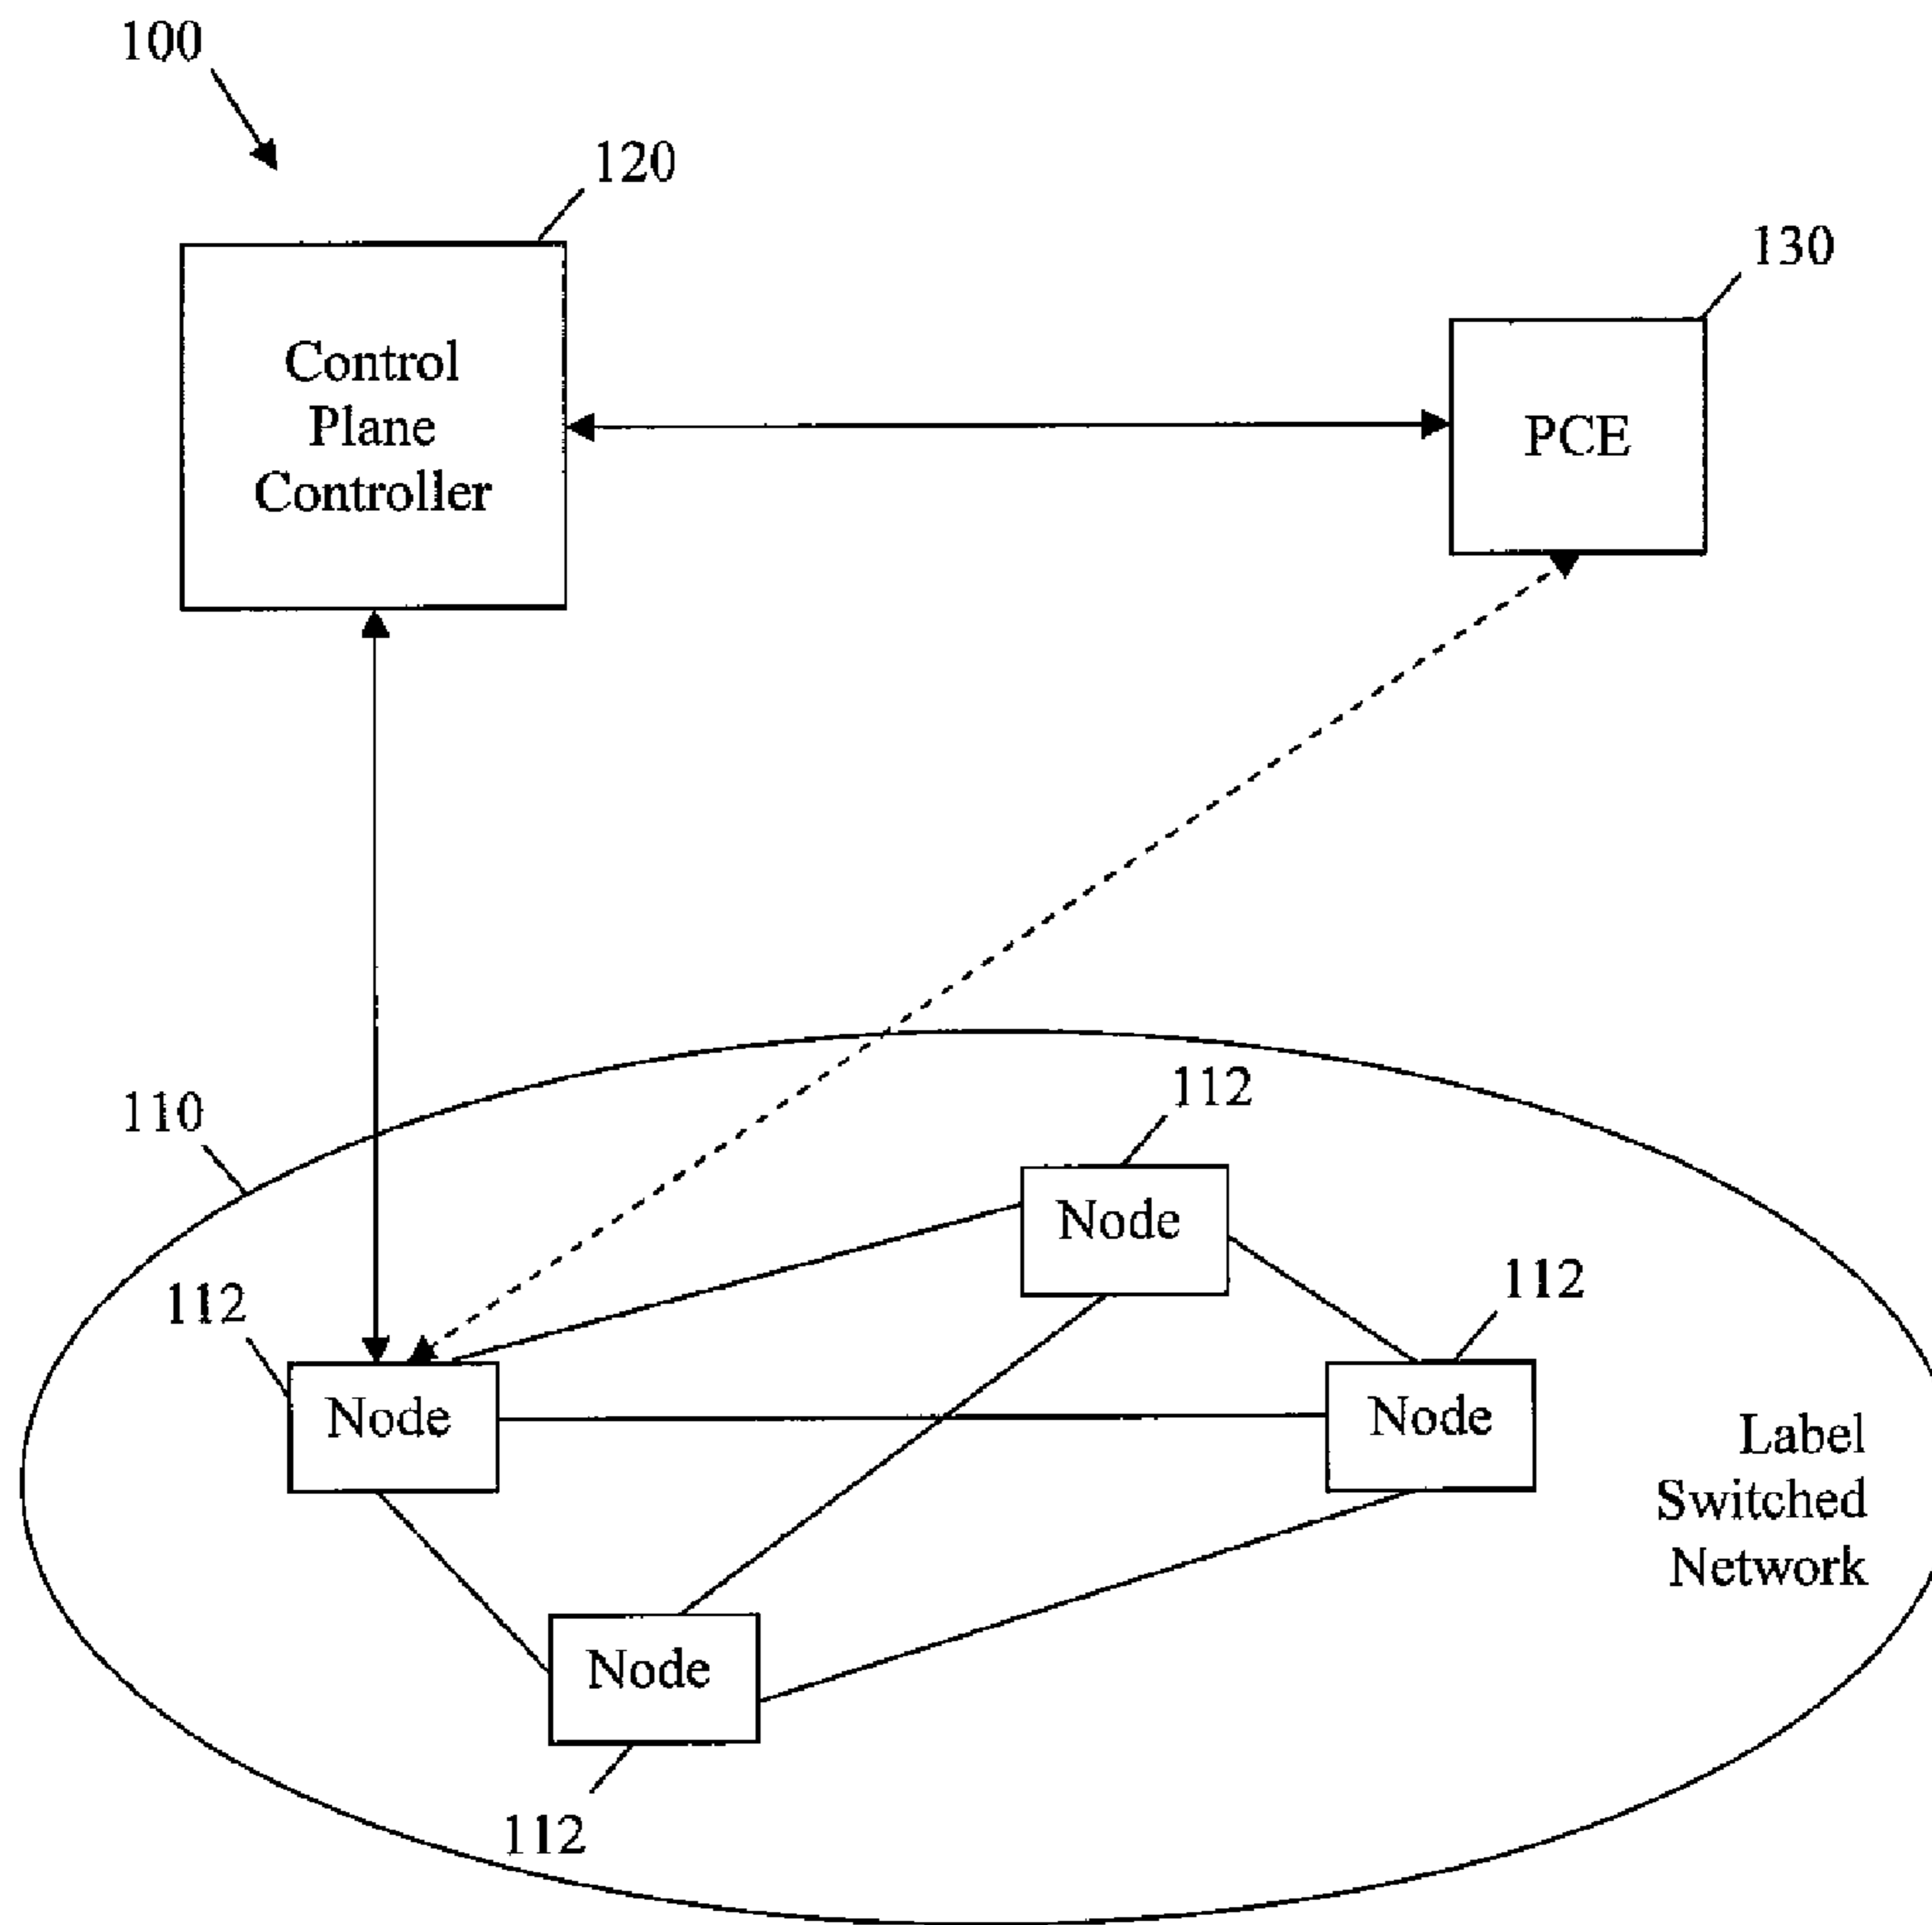 100
120
130
Control
Plane
Controller
PCE
110
112
Node
112
112
Node
Node
Label
Switched
Network
Node
112